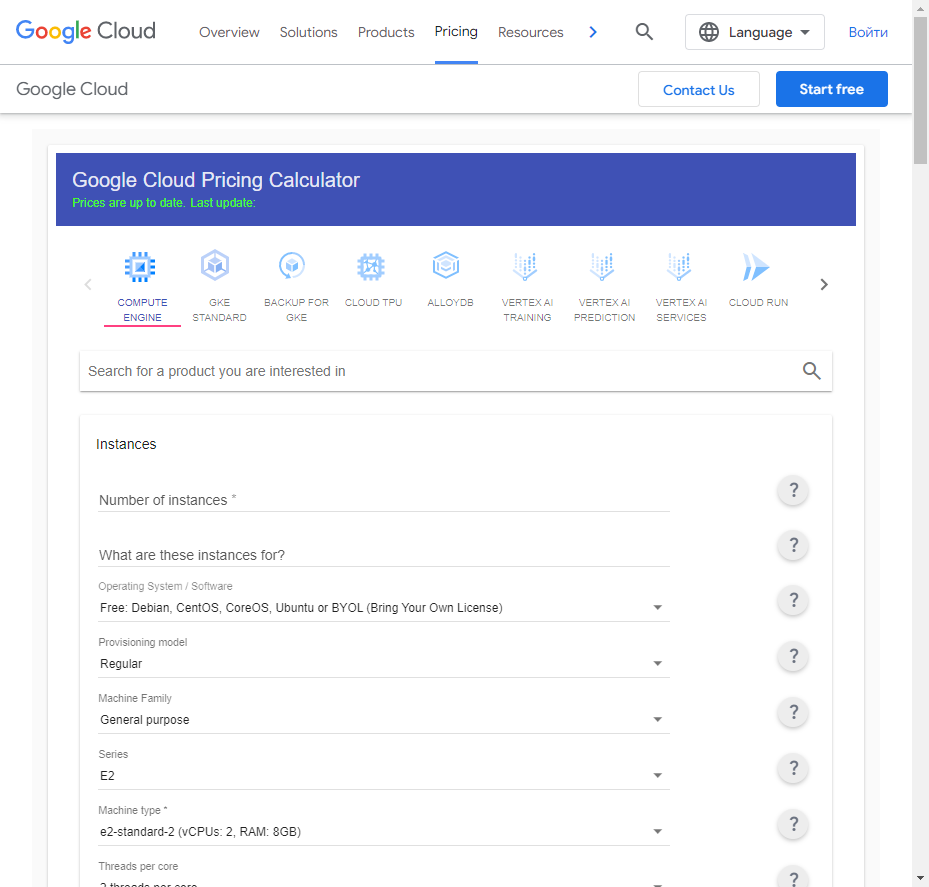 Google Cloud
Overview
Solutions
Products
Pricing
Resources
Language
Войти
Google Cloud
Contact Us
Start free
Google Cloud Pricing Calculator
Prices are up to date. Last update:
COMPUTE
ENGINE
GKE
STANDARD
BACKUP FOR
GKE
CLOUD TPU
ALLOYDB
VERTEX AI
TRAINING
VERTEX AI
PREDICTION
VERTEX AI
SERVICES
CLOUD RUN
Search for a product you are interested in
Instances
Number of instances *
?
What are these instances for?
?
Operating System / Software
Free: Debian, CentOS, CoreOS, Ubuntu or BYOL (Bring Your Own License)
?
Provisioning model
Regular
?
Machine Family
General purpose
?
Series
E2
?
Machine type *
e2-standard-2 (vCPUs: 2, RAM: 8GB)
?
Threads per core
2 threads per core
?